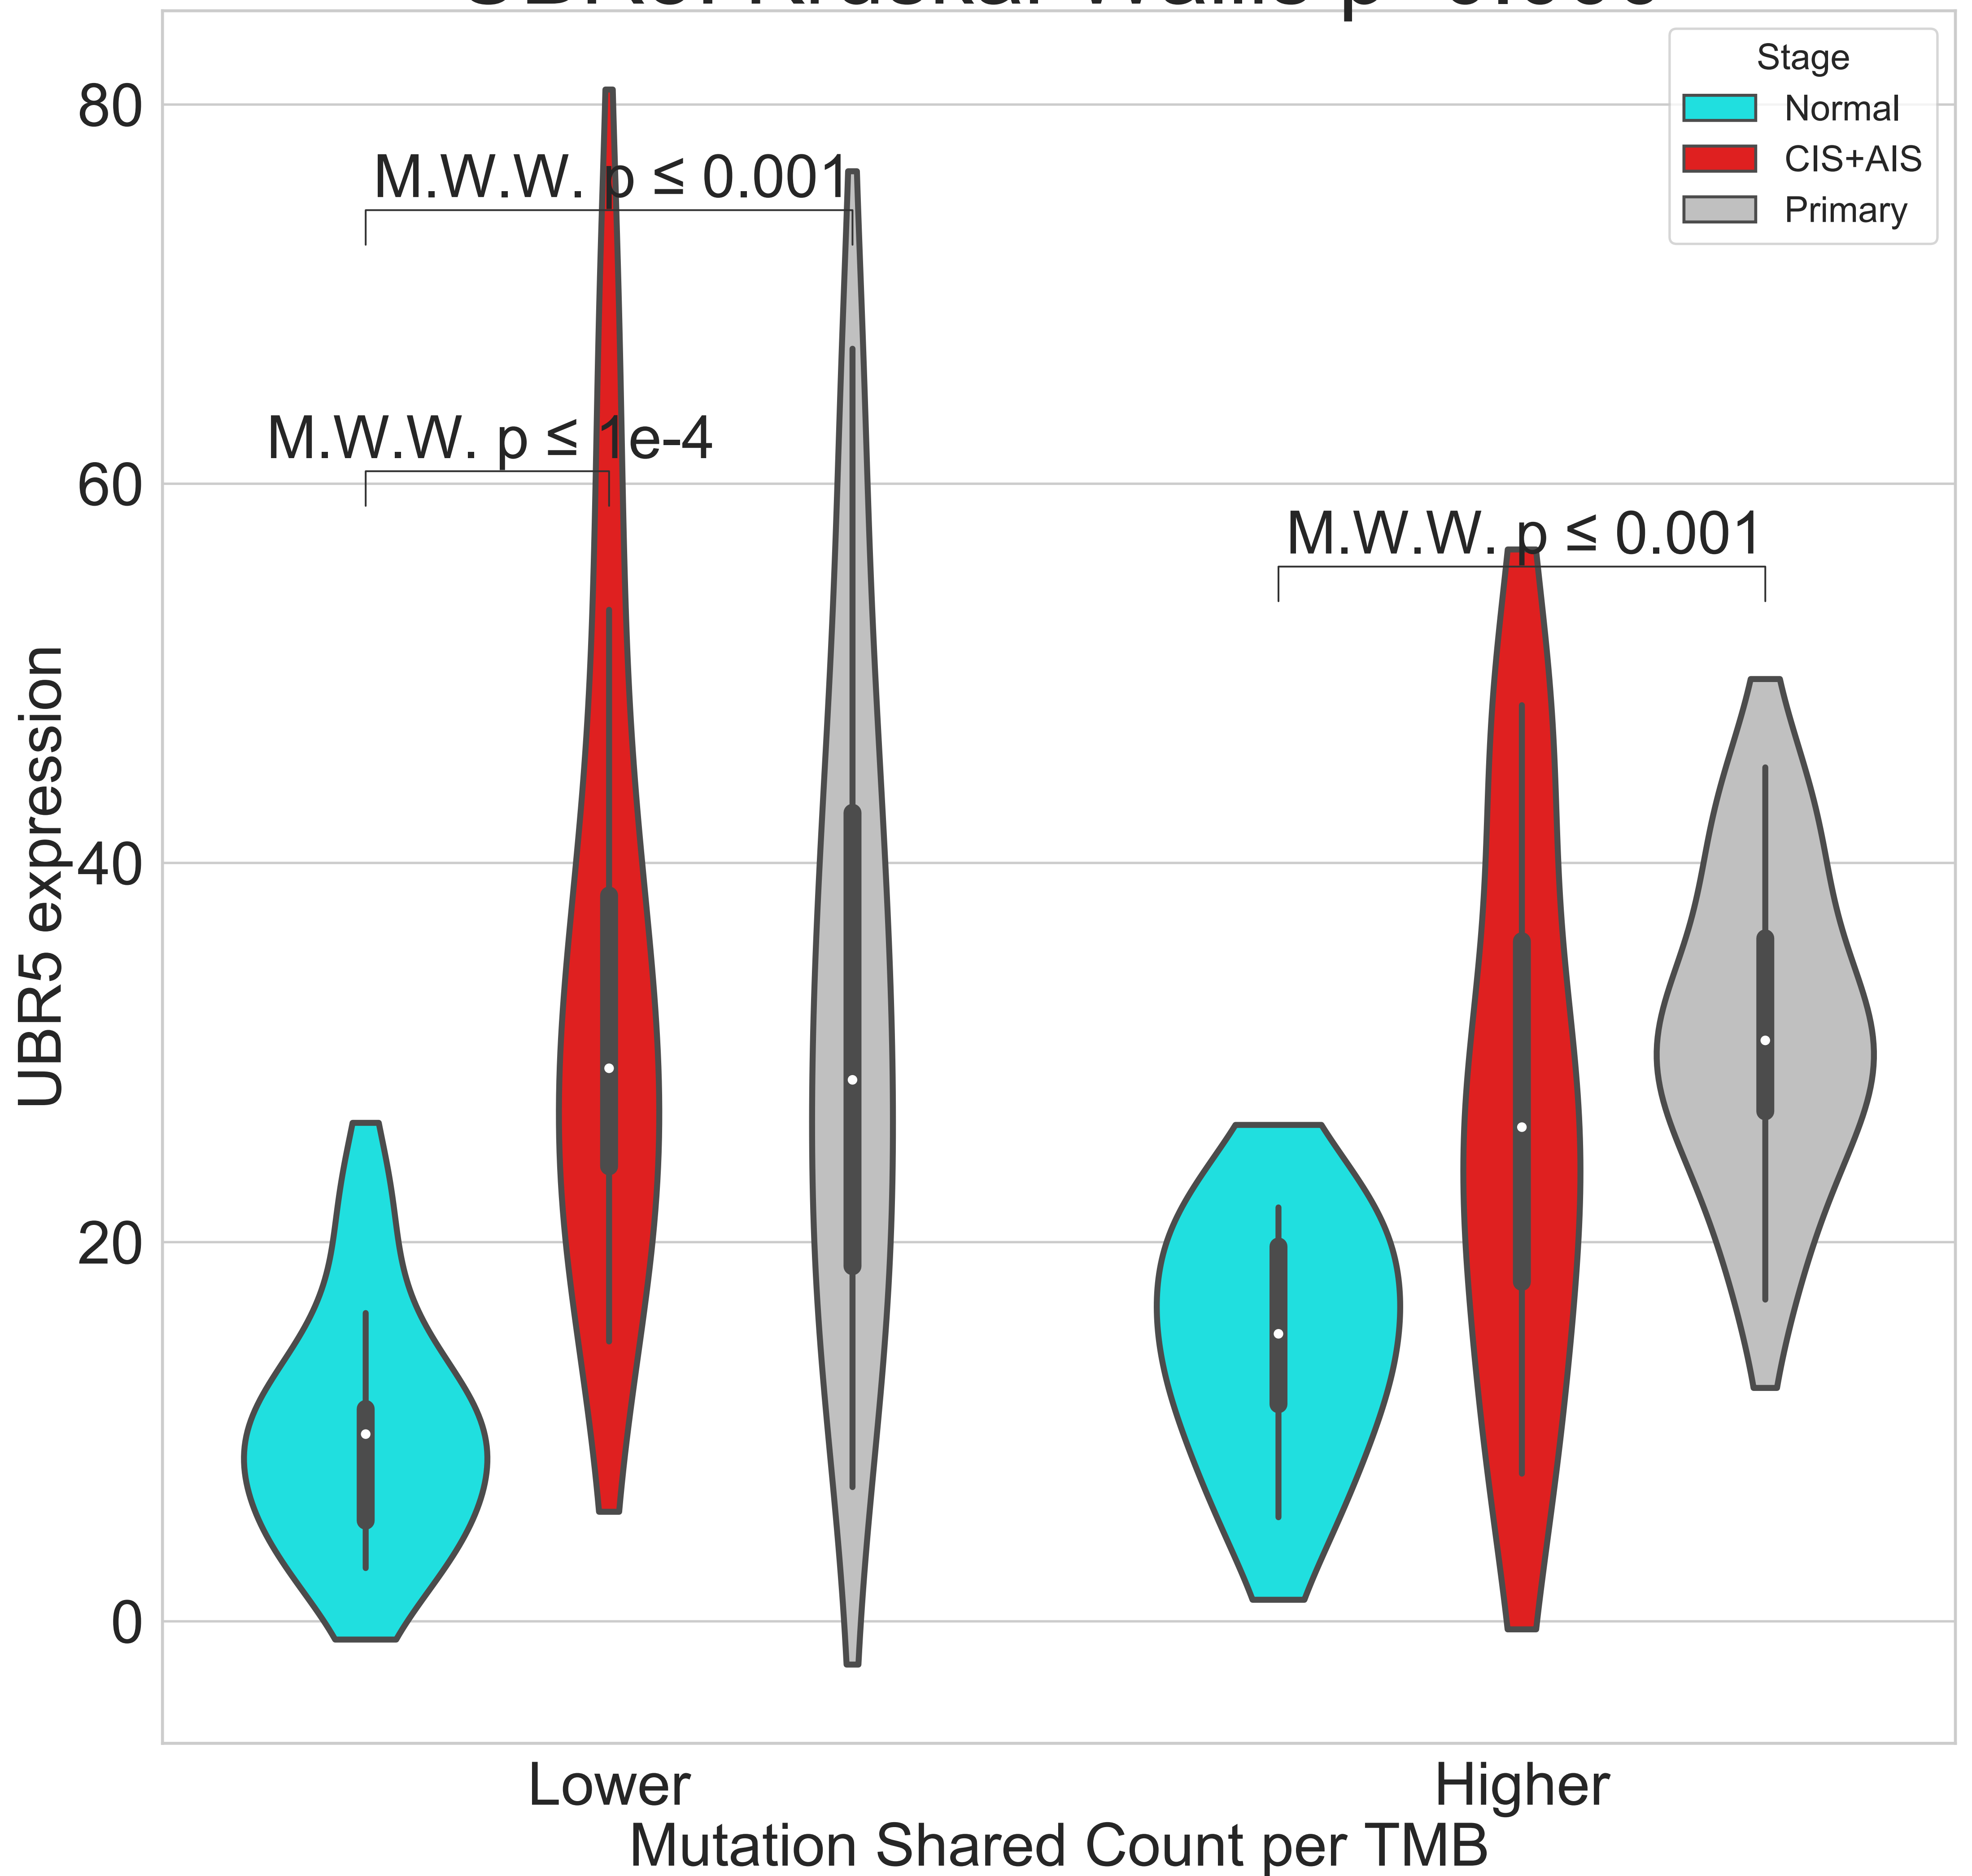 80
60
40
20
0
UBR5 expression
M.W.W. p ≤ 0.001
M.W.W. p ≤ 1e-4
M.W.W. p ≤ 0.001
Stage
Normal
CIS+AIS
Primary
Lower
Higher
Mutation Shared Count per TMB